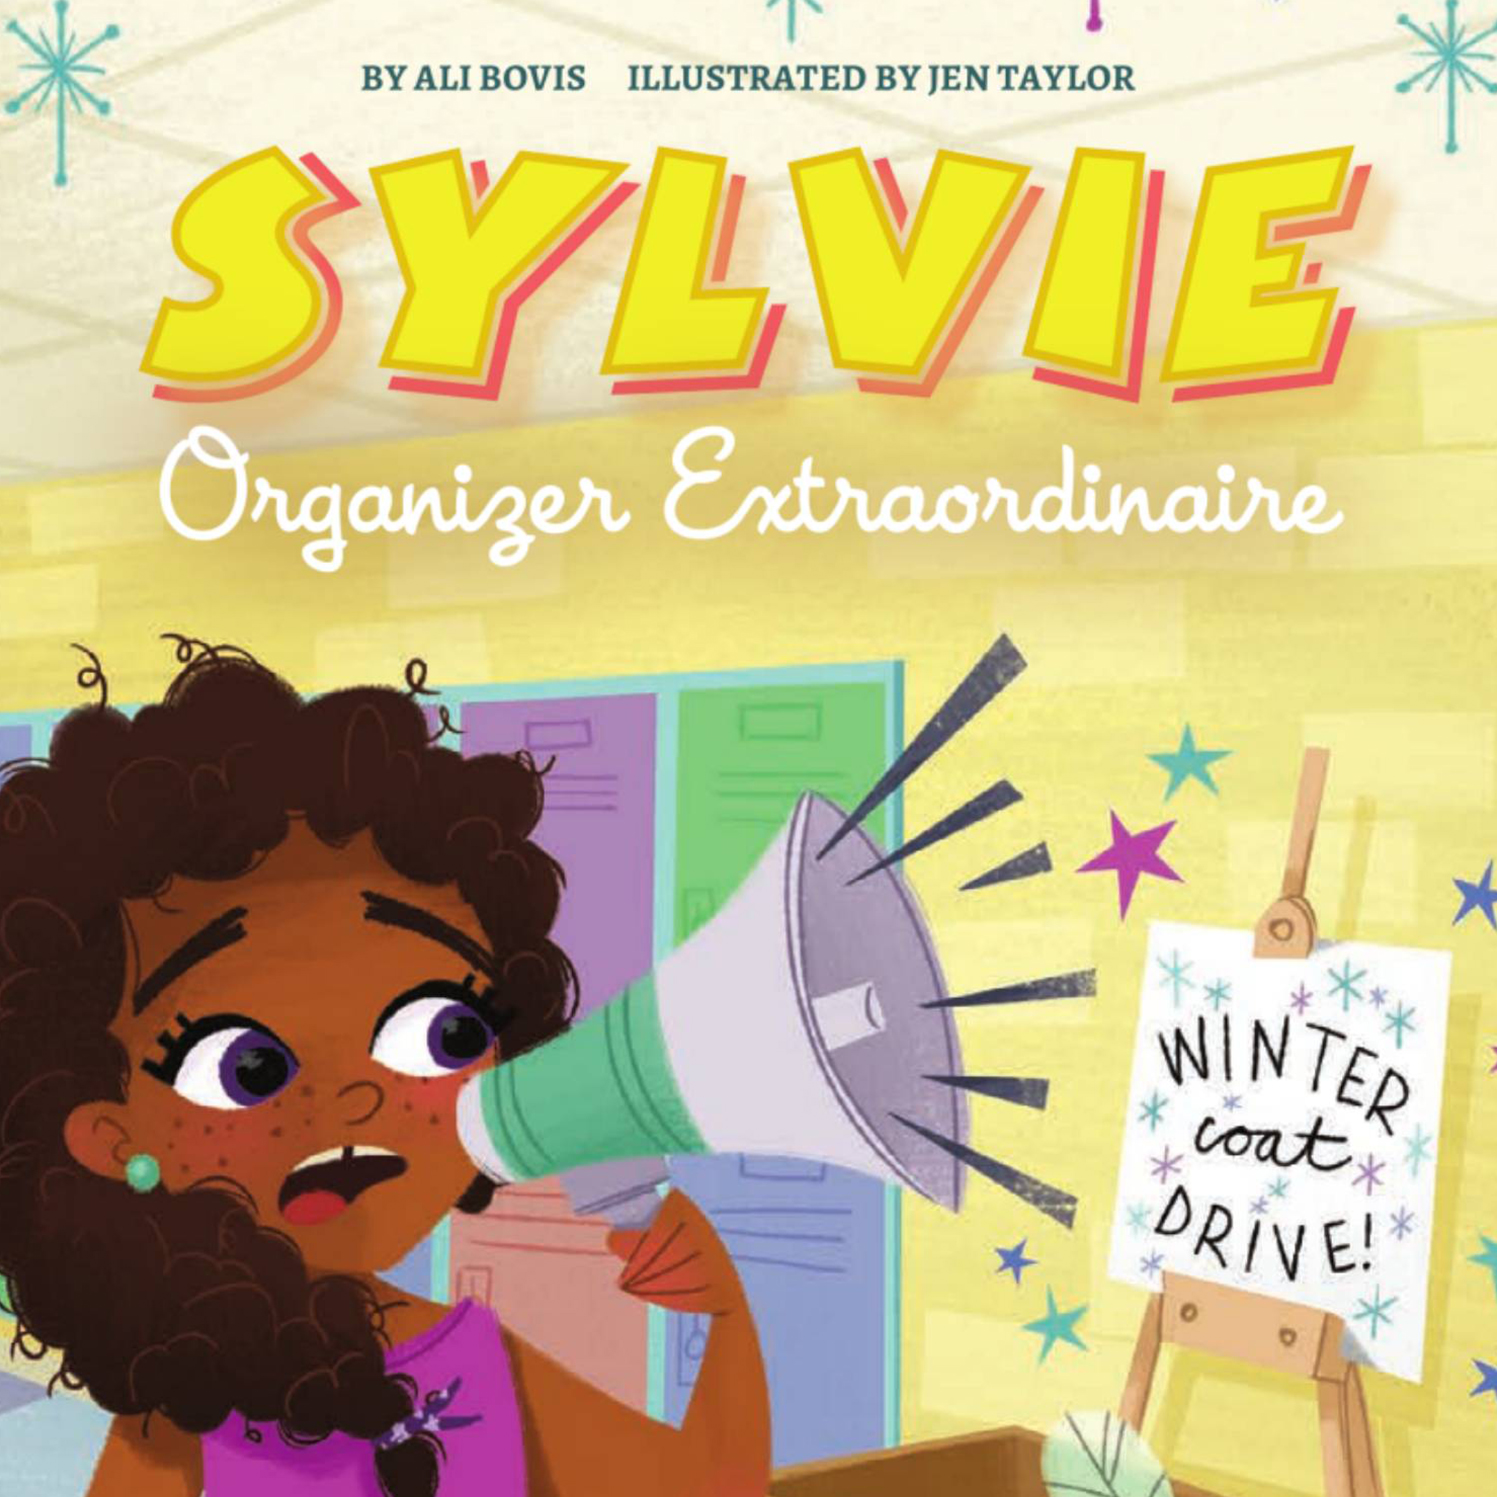 BY ALI BOVIS ILLUSTRATED BY JEN TAYLOR
SYLVIE
Organizer Extraordinaire
WINTER
coat
DRIVE!